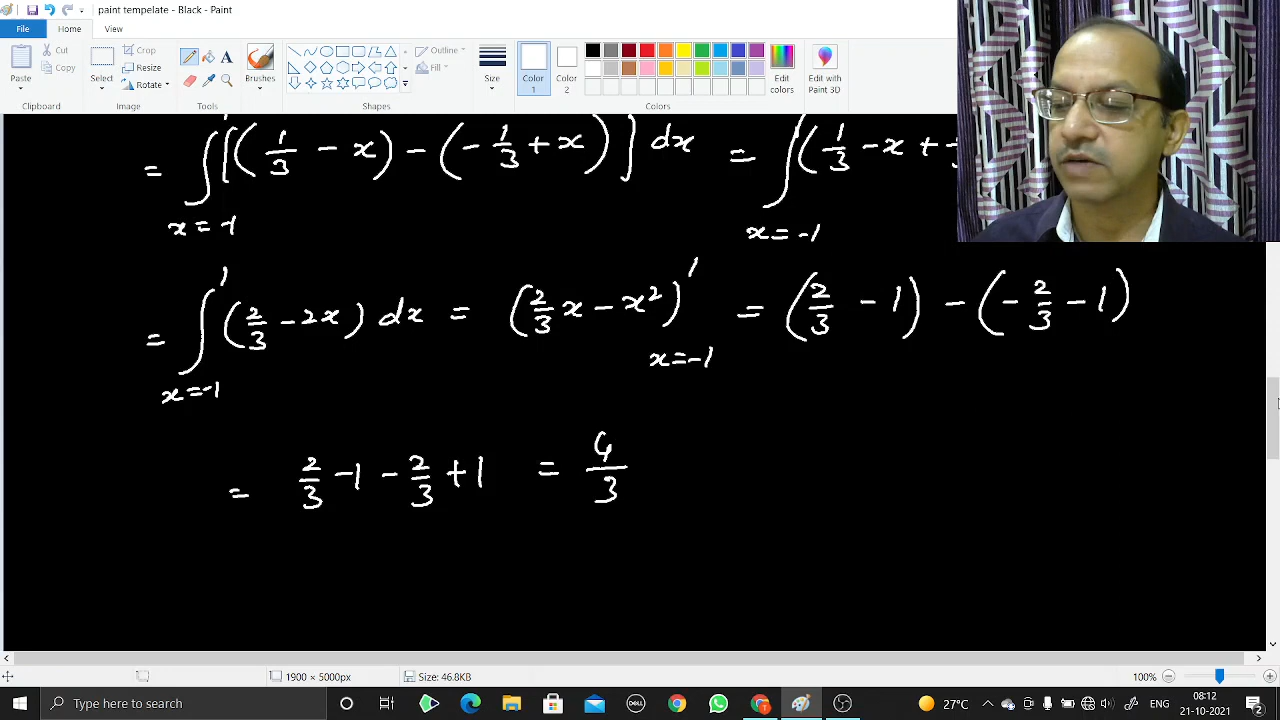 paint tempelate - Black - Paint
File Home View
Paste Cut Copy Clipboard
Select Crop Resize Rotate Image
Tools
Brushes
Shapes Outline Fill
Size
Color 1 Color 2 Edit colors Colors
Edit with Paint 3D
= ∫_{x=-1}^{1} [(1/3 - x) - (-1/3 + x)] dx = ∫_{x=-1} (1/3 - x +
= ∫_{x=-1}^{1} (2/3 - 2x) dx = (2/3 x - x²)_{x=-1}^{1} = (2/3 - 1) - (-2/3 - 1)
= 2/3 - 1 - 2/3 + 1 = 4/3
1900 × 5000px Size: 46.8KB 100%
Type here to search 27°C ENG 08:12 21-10-2021